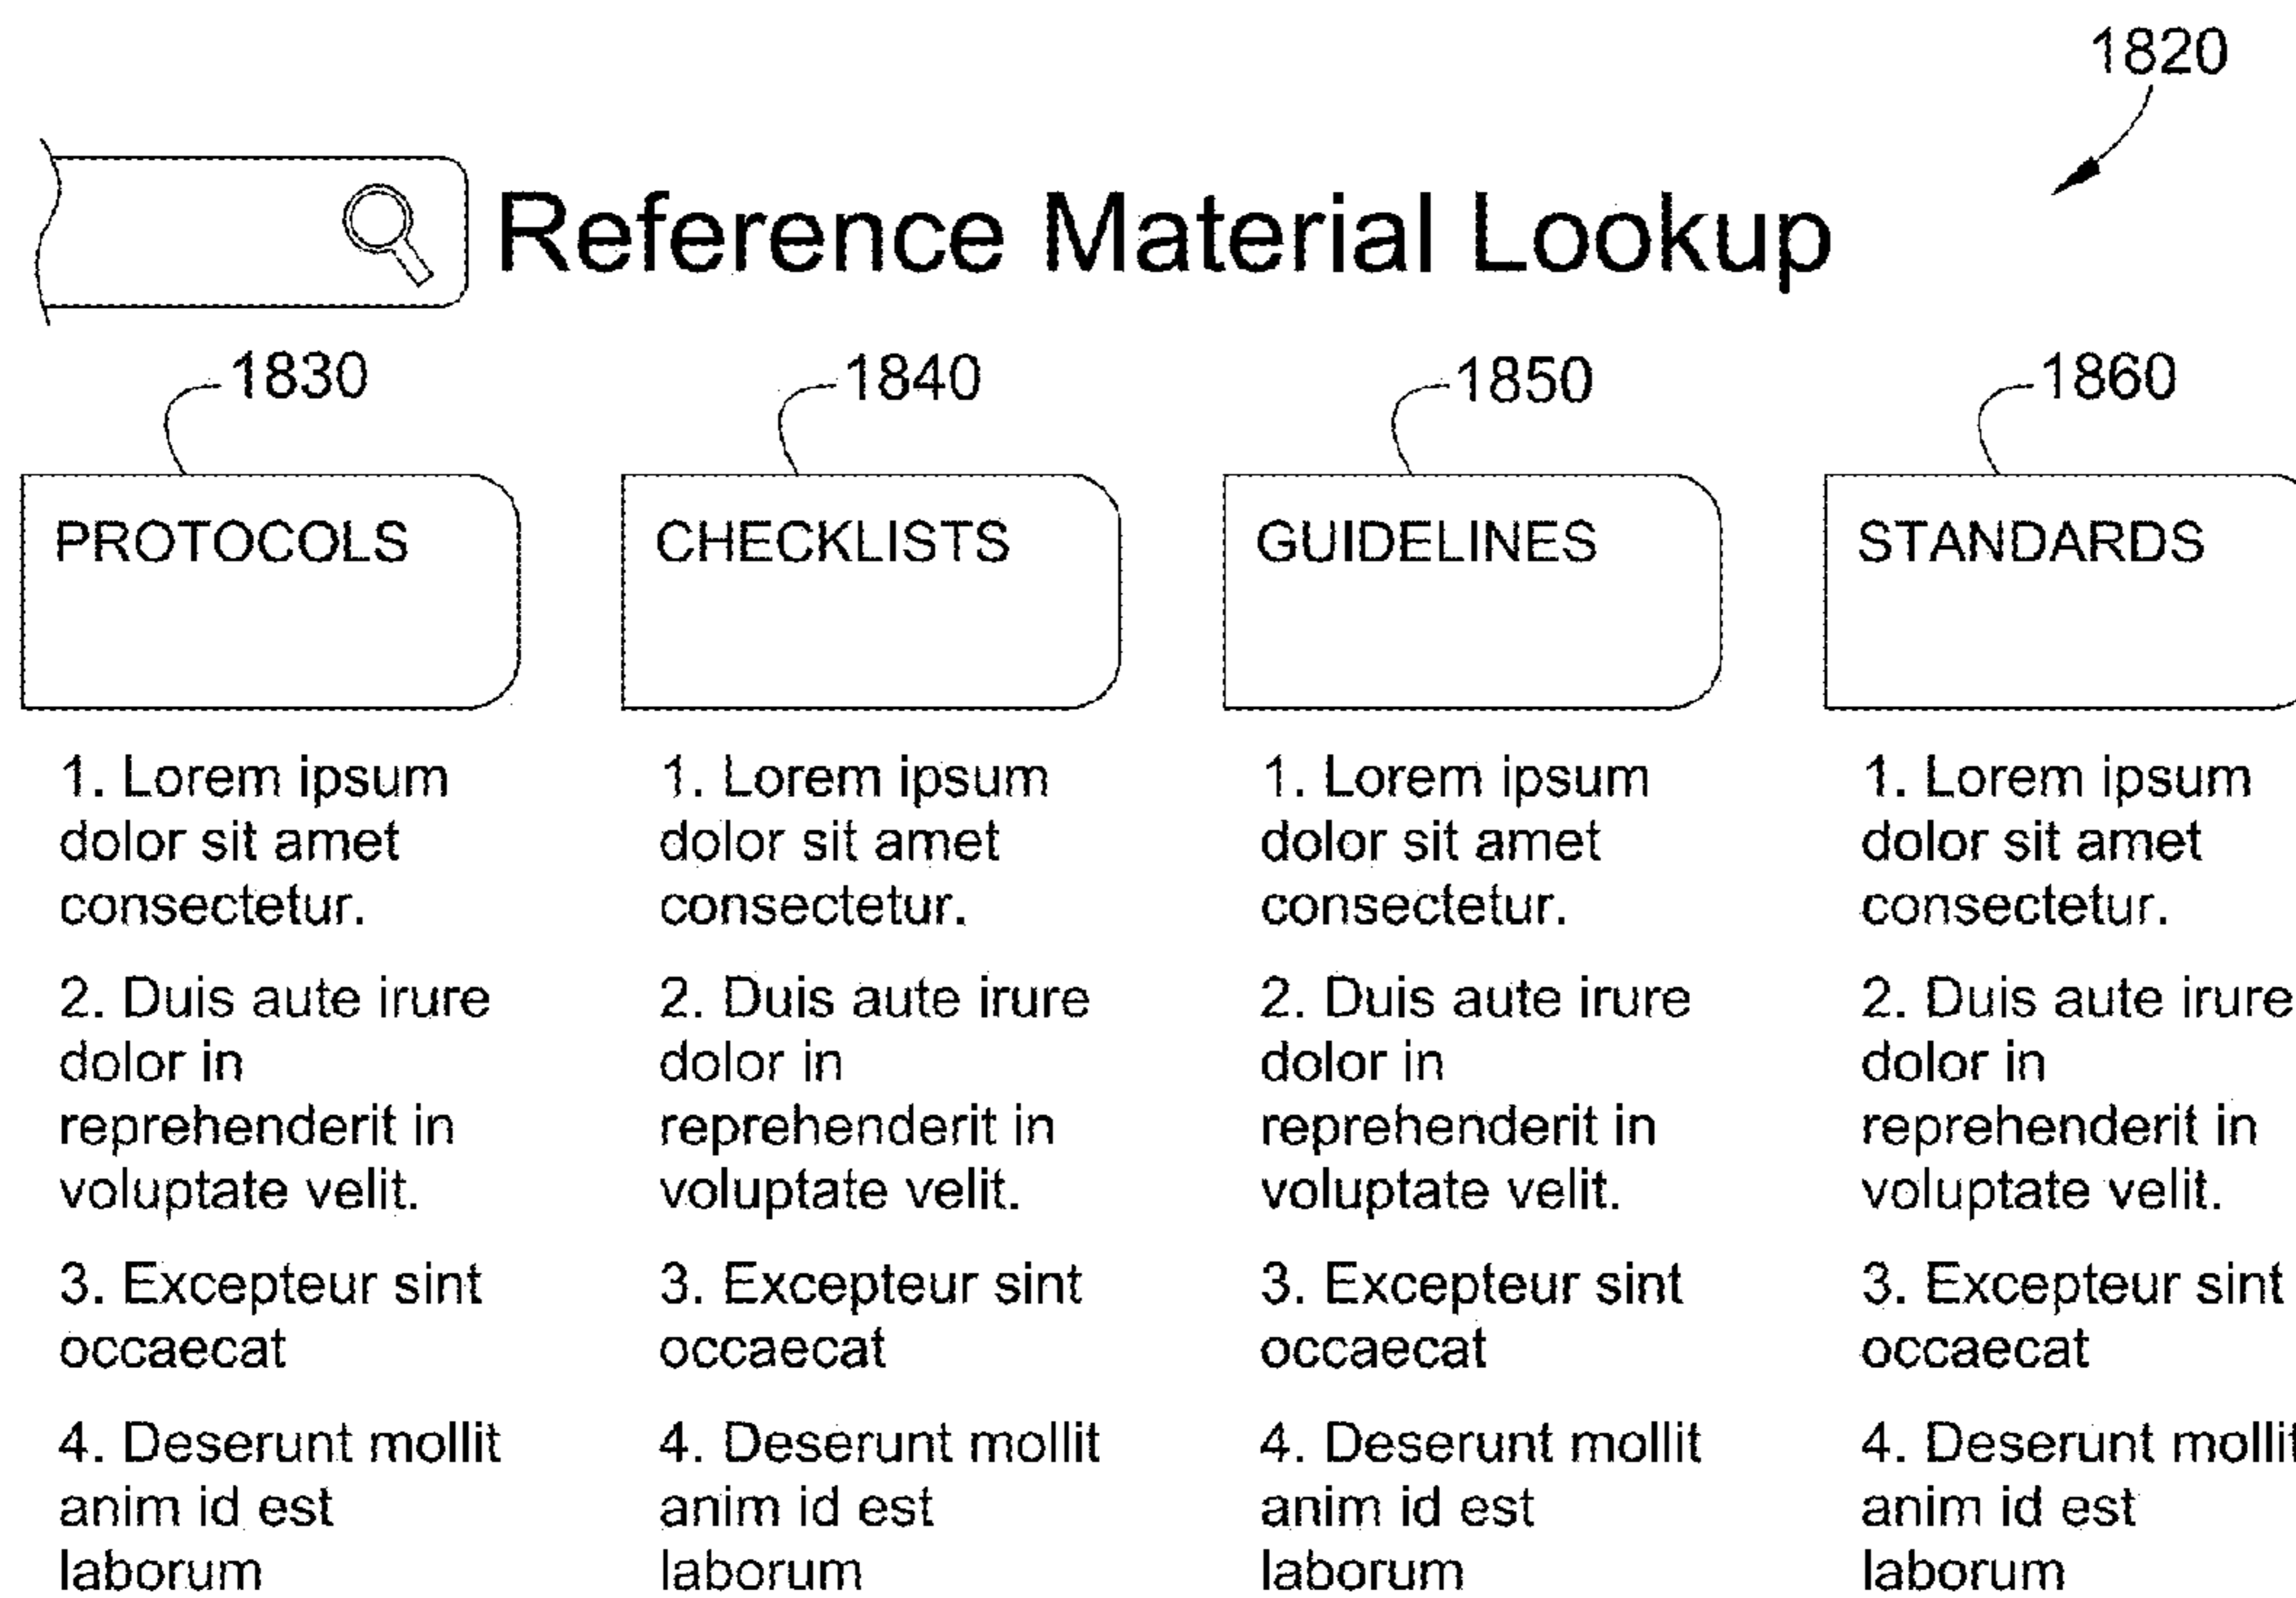 1820
Reference Material Lookup
1830
1840
1850
1860
PROTOCOLS
CHECKLISTS
GUIDELINES
STANDARDS
1. Lorem ipsum
dolor sit amet
consectetur.
2. Duis aute irure
dolor in
reprehenderit in
voluptate velit.
3. Excepteur sint
occaecat
4. Deserunt mollit
anim id est
laborum
1. Lorem ipsum
dolor sit amet
consectetur.
2. Duis aute irure
dolor in
reprehenderit in
voluptate velit.
3. Excepteur sint
occaecat
4. Deserunt mollit
anim id est
laborum
1. Lorem ipsum
dolor sit amet
consectetur.
2. Duis aute irure
dolor in
reprehenderit in
voluptate velit.
3. Excepteur sint
occaecat
4. Deserunt mollit
anim id est
laborum
1. Lorem ipsum
dolor sit amet
consectetur.
2. Duis aute irure
dolor in
reprehenderit in
voluptate velit.
3. Excepteur sint
occaecat
4. Deserunt mollit
anim id est
laborum